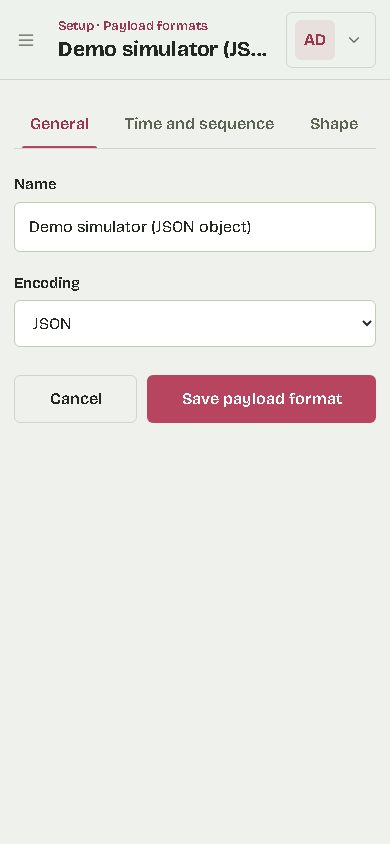 Setup · Payload formats
Demo simulator (JS...
AD
General
Time and sequence
Shape
Name
Demo simulator (JSON object)
Encoding
JSON
Cancel
Save payload format